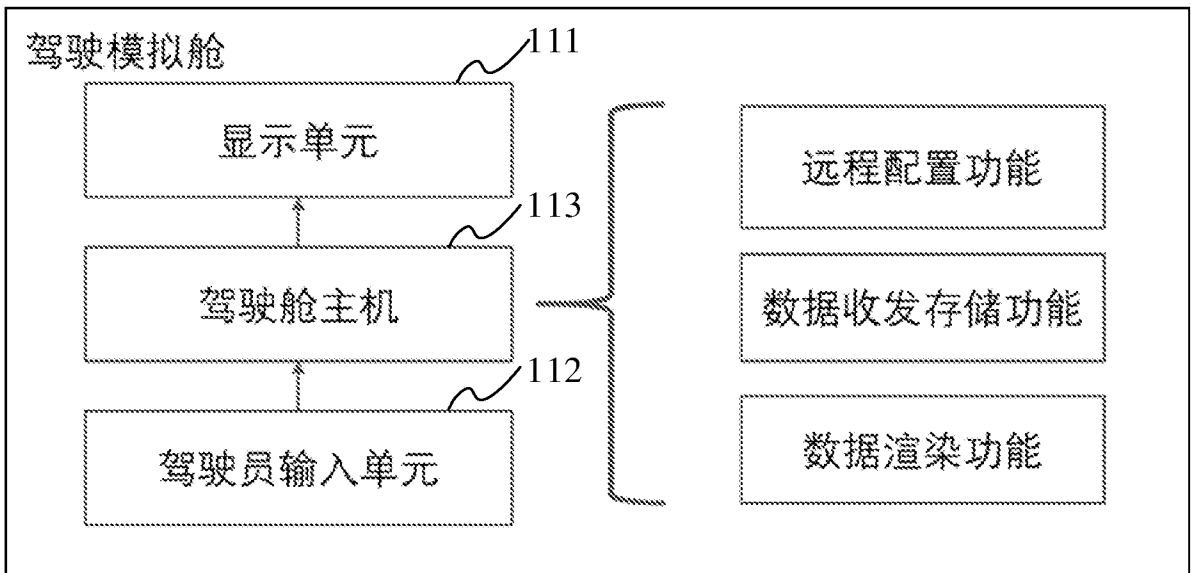 驾驶模拟舱
111
显示单元
113
驾驶舱主机
112
驾驶员输入单元
远程配置功能
数据收发存储功能
数据渲染功能